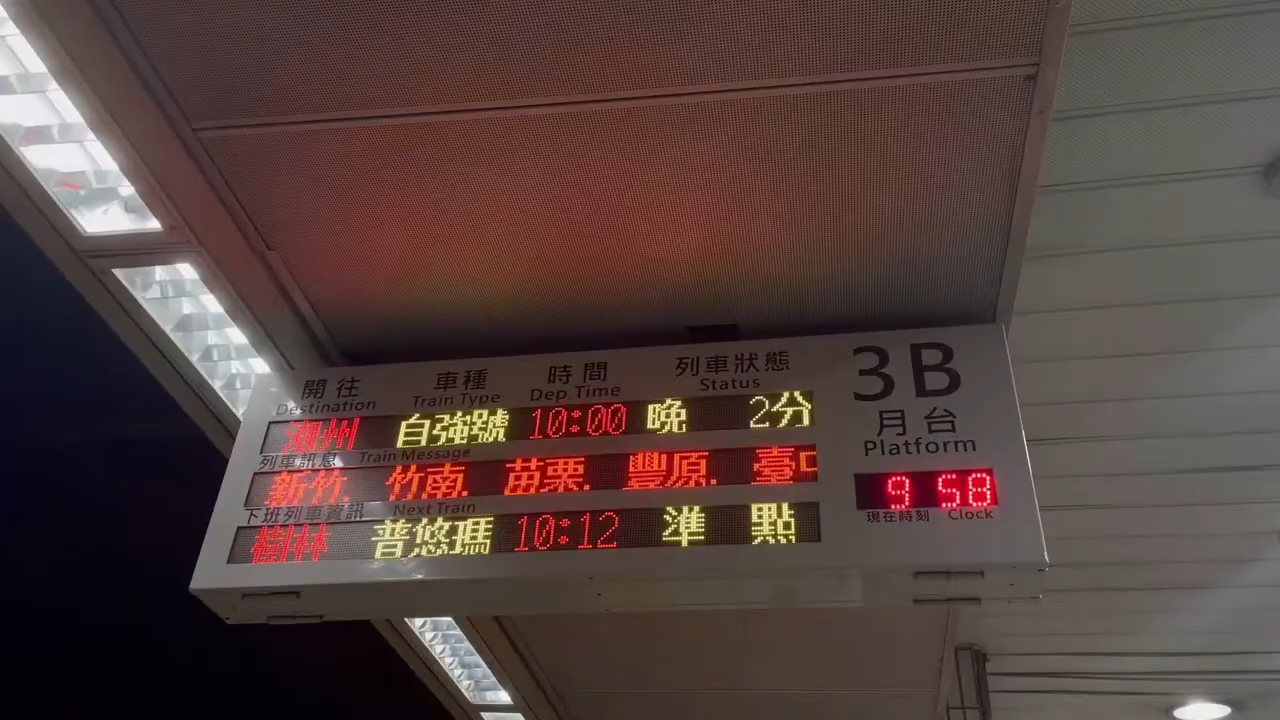 開往 車種 時間 列車狀態
Destination Train Type Dep.Time Status
潮州 自強號 10:00 晚 2分
列車訊息 Train Message
新竹. 竹南. 苗栗. 豐原. 臺中
下班列車資訊 Next Train
樹林 普悠瑪 10:12 準 點
3B
月台
Platform
9 58
現在時刻 Clock